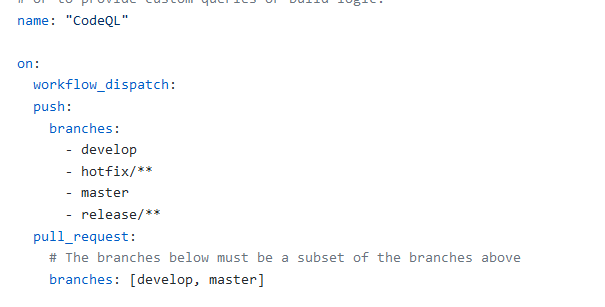 # or to provide custom queries or build logic.
name: "CodeQL"
on:
workflow_dispatch:
push:
branches:
- develop
- hotfix/**
- master
- release/**
pull_request:
# The branches below must be a subset of the branches above
branches: [develop, master]